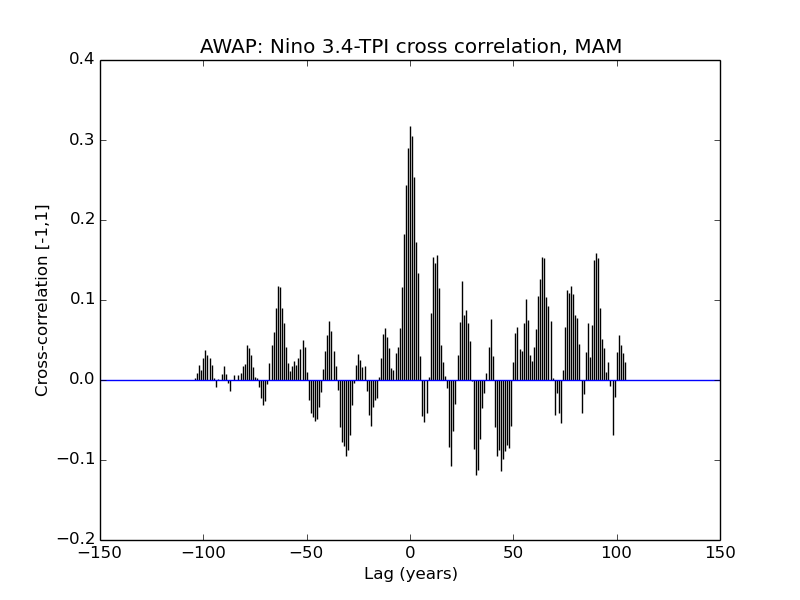 AWAP: Nino 3.4-TPI cross correlation, MAM
0.4
0.3
0.2
0.1
0.0
−0.1
−0.2
Cross-correlation [-1,1]
−150 −100 −50 0 50 100 150
Lag (years)